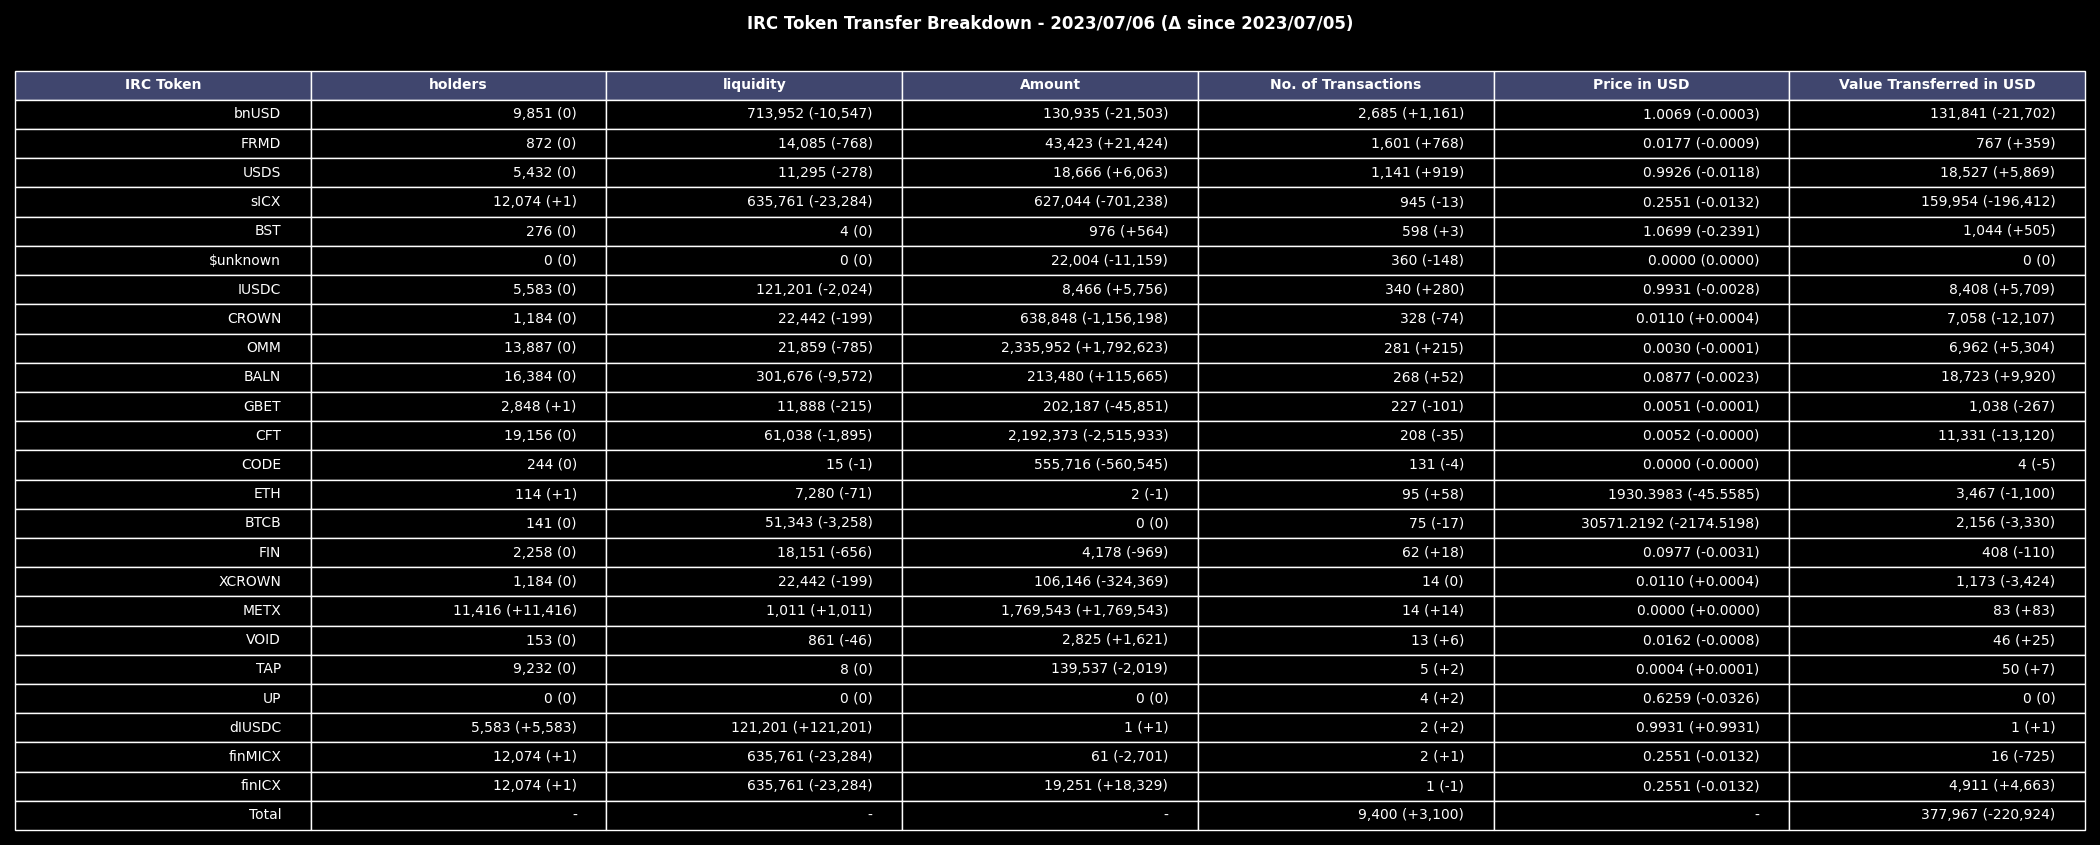 IRC Token Transfer Breakdown - 2023/07/06 (Δ since 2023/07/05)
IRC Token holders liquidity Amount No. of Transactions Price in USD Value Transferred in USD
bnUSD 9,851 (0) 713,952 (-10,547) 130,935 (-21,503) 2,685 (+1,161) 1.0069 (-0.0003) 131,841 (-21,702)
FRMD 872 (0) 14,085 (-768) 43,423 (+21,424) 1,601 (+768) 0.0177 (-0.0009) 767 (+359)
USDS 5,432 (0) 11,295 (-278) 18,666 (+6,063) 1,141 (+919) 0.9926 (-0.0118) 18,527 (+5,869)
sICX 12,074 (+1) 635,761 (-23,284) 627,044 (-701,238) 945 (-13) 0.2551 (-0.0132) 159,954 (-196,412)
BST 276 (0) 4 (0) 976 (+564) 598 (+3) 1.0699 (-0.2391) 1,044 (+505)
$unknown 0 (0) 0 (0) 22,004 (-11,159) 360 (-148) 0.0000 (0.0000) 0 (0)
IUSDC 5,583 (0) 121,201 (-2,024) 8,466 (+5,756) 340 (+280) 0.9931 (-0.0028) 8,408 (+5,709)
CROWN 1,184 (0) 22,442 (-199) 638,848 (-1,156,198) 328 (-74) 0.0110 (+0.0004) 7,058 (-12,107)
OMM 13,887 (0) 21,859 (-785) 2,335,952 (+1,792,623) 281 (+215) 0.0030 (-0.0001) 6,962 (+5,304)
BALN 16,384 (0) 301,676 (-9,572) 213,480 (+115,665) 268 (+52) 0.0877 (-0.0023) 18,723 (+9,920)
GBET 2,848 (+1) 11,888 (-215) 202,187 (-45,851) 227 (-101) 0.0051 (-0.0001) 1,038 (-267)
CFT 19,156 (0) 61,038 (-1,895) 2,192,373 (-2,515,933) 208 (-35) 0.0052 (-0.0000) 11,331 (-13,120)
CODE 244 (0) 15 (-1) 555,716 (-560,545) 131 (-4) 0.0000 (-0.0000) 4 (-5)
ETH 114 (+1) 7,280 (-71) 2 (-1) 95 (+58) 1930.3983 (-45.5585) 3,467 (-1,100)
BTCB 141 (0) 51,343 (-3,258) 0 (0) 75 (-17) 30571.2192 (-2174.5198) 2,156 (-3,330)
FIN 2,258 (0) 18,151 (-656) 4,178 (-969) 62 (+18) 0.0977 (-0.0031) 408 (-110)
XCROWN 1,184 (0) 22,442 (-199) 106,146 (-324,369) 14 (0) 0.0110 (+0.0004) 1,173 (-3,424)
METX 11,416 (+11,416) 1,011 (+1,011) 1,769,543 (+1,769,543) 14 (+14) 0.0000 (+0.0000) 83 (+83)
VOID 153 (0) 861 (-46) 2,825 (+1,621) 13 (+6) 0.0162 (-0.0008) 46 (+25)
TAP 9,232 (0) 8 (0) 139,537 (-2,019) 5 (+2) 0.0004 (+0.0001) 50 (+7)
UP 0 (0) 0 (0) 0 (0) 4 (+2) 0.6259 (-0.0326) 0 (0)
dIUSDC 5,583 (+5,583) 121,201 (+121,201) 1 (+1) 2 (+2) 0.9931 (+0.9931) 1 (+1)
finMICX 12,074 (+1) 635,761 (-23,284) 61 (-2,701) 2 (+1) 0.2551 (-0.0132) 16 (-725)
finICX 12,074 (+1) 635,761 (-23,284) 19,251 (+18,329) 1 (-1) 0.2551 (-0.0132) 4,911 (+4,663)
Total - - - 9,400 (+3,100) - 377,967 (-220,924)